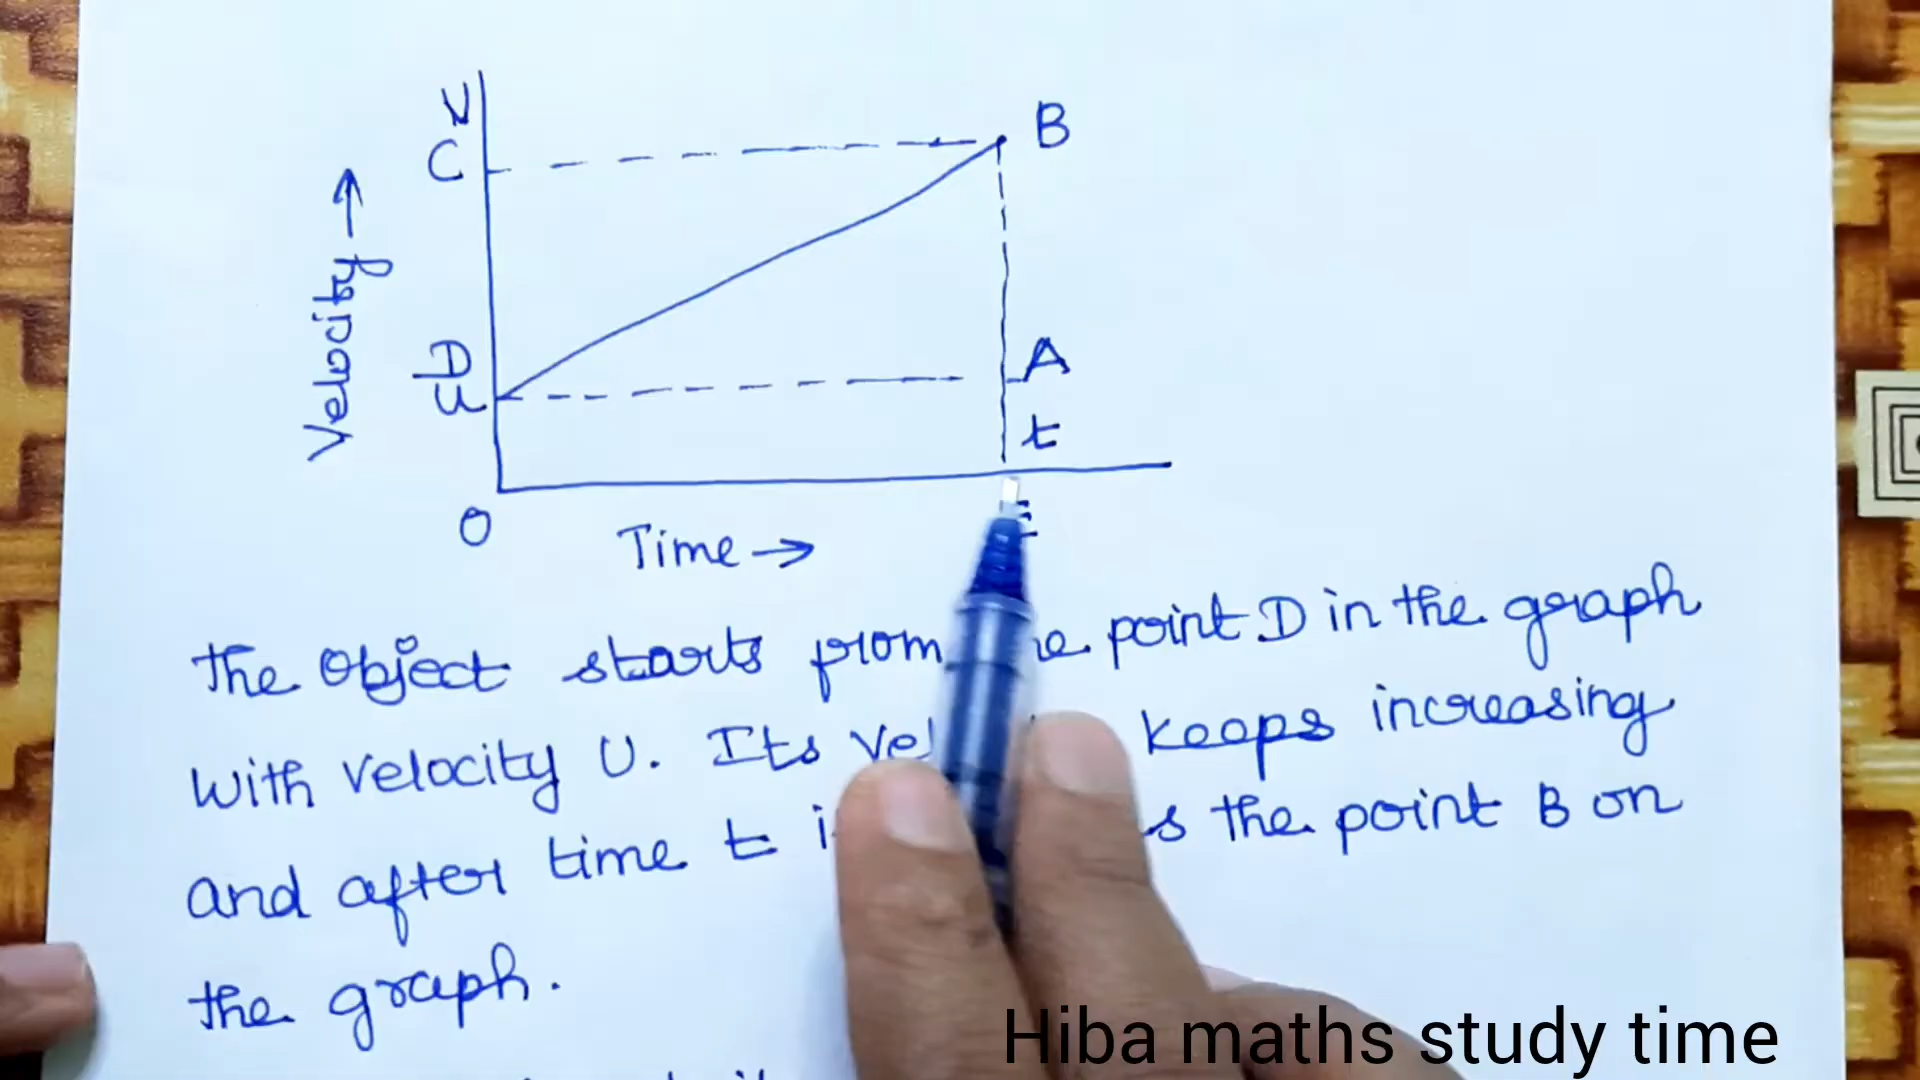 V
C
B
Velocity →
D
u
A
t
O
Time →
E
The Object starts from the point D in the graph
With Velocity U. Its keeps increasing
and after time t the point B on
the graph.
Hiba maths study time